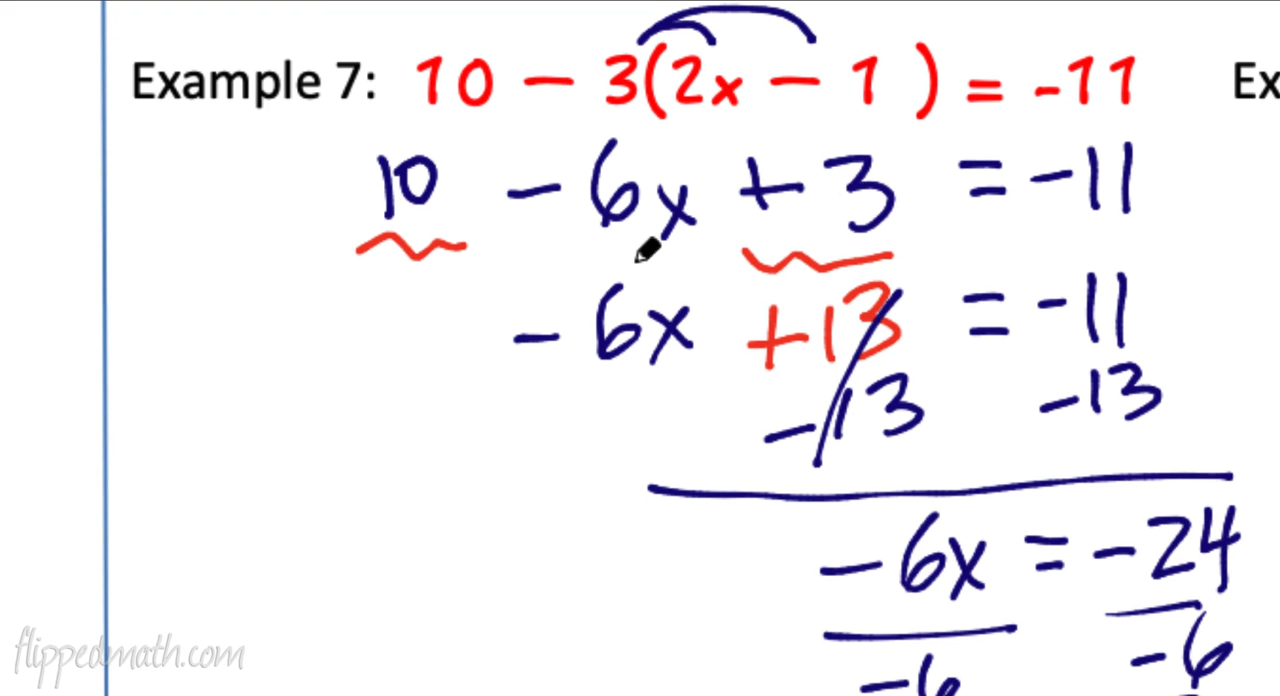 Example 7: 10 - 3(2x - 1) = -11
Ex
10 - 6x + 3 = -11
- 6x +13 = -11
-13 -13
-6x = -24
-6 -6
flippedmath.com